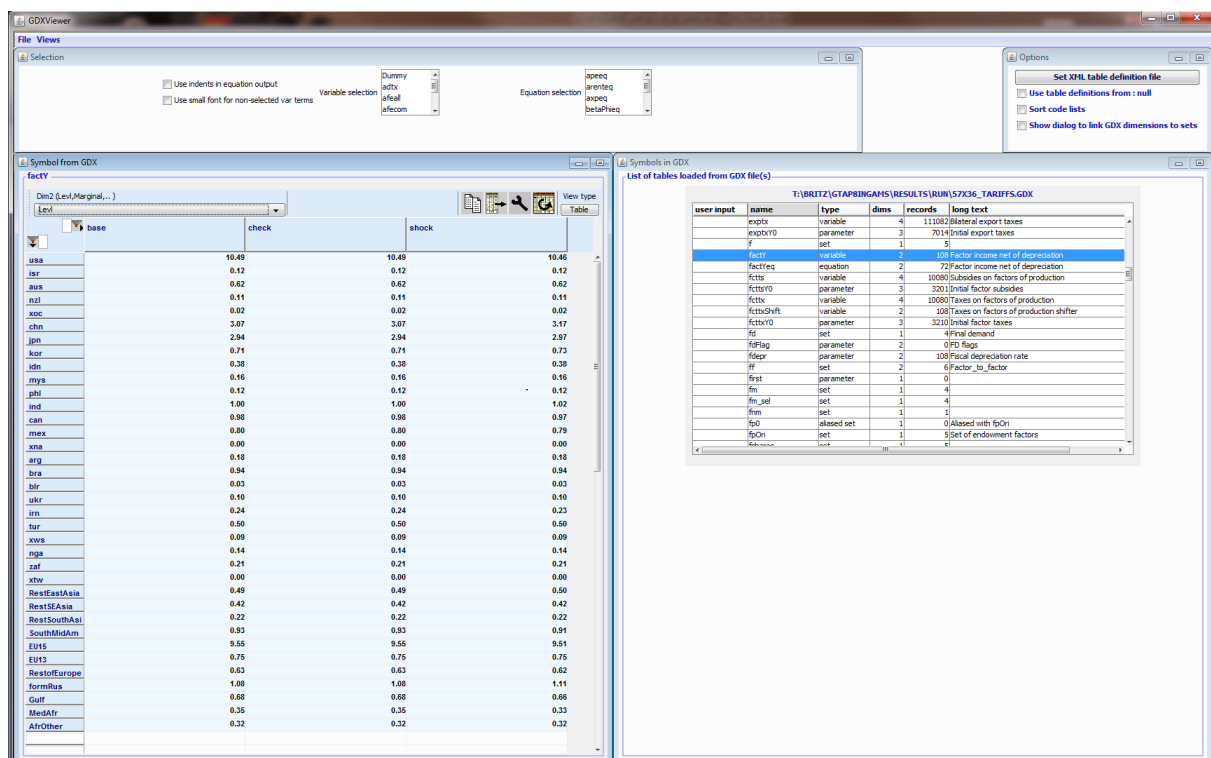 GDXViewer
File Views
Selection
Use indents in equation output
Use small font for non-selected var terms
Variable selection
Dummy
adtx
afeall
afecom
Equation selection
apeeq
arenteq
axpeq
betaPhieq
Options
Set XML table definition file
Use table definitions from : null
Sort code lists
Show dialog to link GDX dimensions to sets
Symbol from GDX
factY
Dim2 (Levl,Marginal,.. )
Levl
View type
Table
base check shock
usa 10.49 10.49 10.46
isr 0.12 0.12 0.12
aus 0.62 0.62 0.62
nzl 0.11 0.11 0.11
xoc 0.02 0.02 0.02
chn 3.07 3.07 3.17
jpn 2.94 2.94 2.97
kor 0.71 0.71 0.73
idn 0.38 0.38 0.38
mys 0.16 0.16 0.16
phl 0.12 0.12 0.12
ind 1.00 1.00 1.02
can 0.98 0.98 0.97
mex 0.80 0.80 0.79
xna 0.00 0.00 0.00
arg 0.18 0.18 0.18
bra 0.94 0.94 0.94
blr 0.03 0.03 0.03
ukr 0.10 0.10 0.10
irn 0.24 0.24 0.23
tur 0.50 0.50 0.50
xws 0.09 0.09 0.09
nga 0.14 0.14 0.14
zaf 0.21 0.21 0.21
xtw 0.00 0.00 0.00
RestEastAsia 0.49 0.49 0.50
RestSEAsia 0.42 0.42 0.42
RestSouthAsi 0.22 0.22 0.22
SouthMidAm 0.93 0.93 0.91
EU15 9.55 9.55 9.51
EU13 0.75 0.75 0.75
RestofEurope 0.63 0.63 0.62
formRus 1.08 1.08 1.11
Gulf 0.68 0.68 0.66
MedAfr 0.35 0.35 0.33
AfrOther 0.32 0.32 0.32
Symbols in GDX
List of tables loaded from GDX file(s)
T:\BRITZ\GTAP8INGAMS\RESULTS\RUN\57X36_TARIFFS.GDX
user input name type dims records long text
exptx variable 4 111082 Bilateral export taxes
exptxY0 parameter 3 7014 Initial export taxes
f set 1 5
factY variable 2 108 Factor income net of depreciation
factYeq equation 2 72 Factor income net of depreciation
fctts variable 4 10080 Subsidies on factors of production
fcttsY0 parameter 3 3201 Initial factor subsidies
fcttx variable 4 10080 Taxes on factors of production
fcttxShift variable 2 108 Taxes on factors of production shifter
fcttxY0 parameter 3 3210 Initial factor taxes
fd set 1 4 Final demand
fdFlag parameter 2 0 FD flags
fdepr parameter 2 108 Fiscal depreciation rate
ff set 2 6 Factor_to_factor
first parameter 1 0
fm set 1 4
fm_sel set 1 4
fnm set 1 1
fp0 aliased set 1 0 Aliased with fpOri
fpOri set 1 5 Set of endowment factors